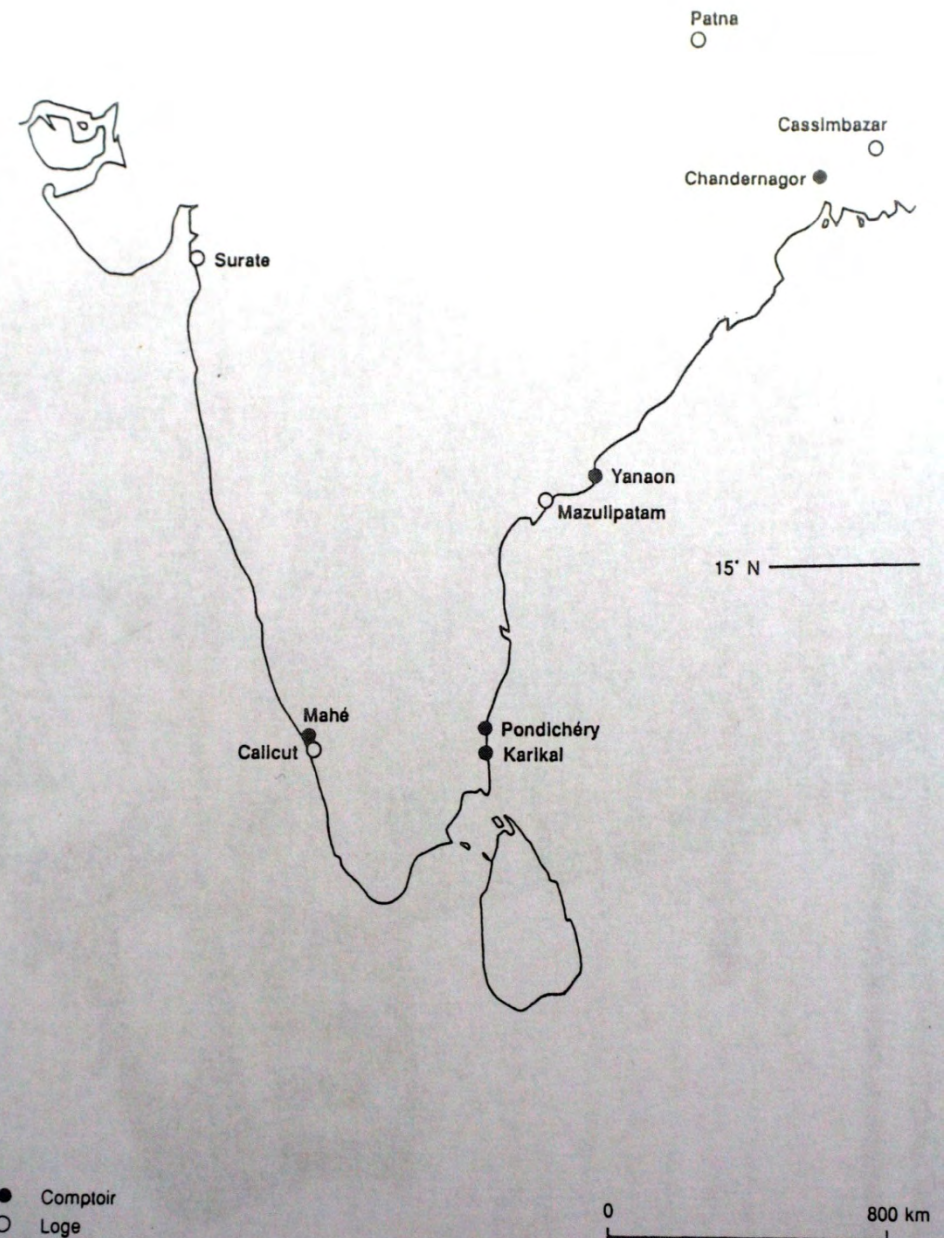 Patna
Cassimbazar
Chandernagor
Surate
Yanaon
Mazulipatam
15° N
Mahé
Pondichéry
Calicut
Karikal
Comptoir
Loge
0 800 km